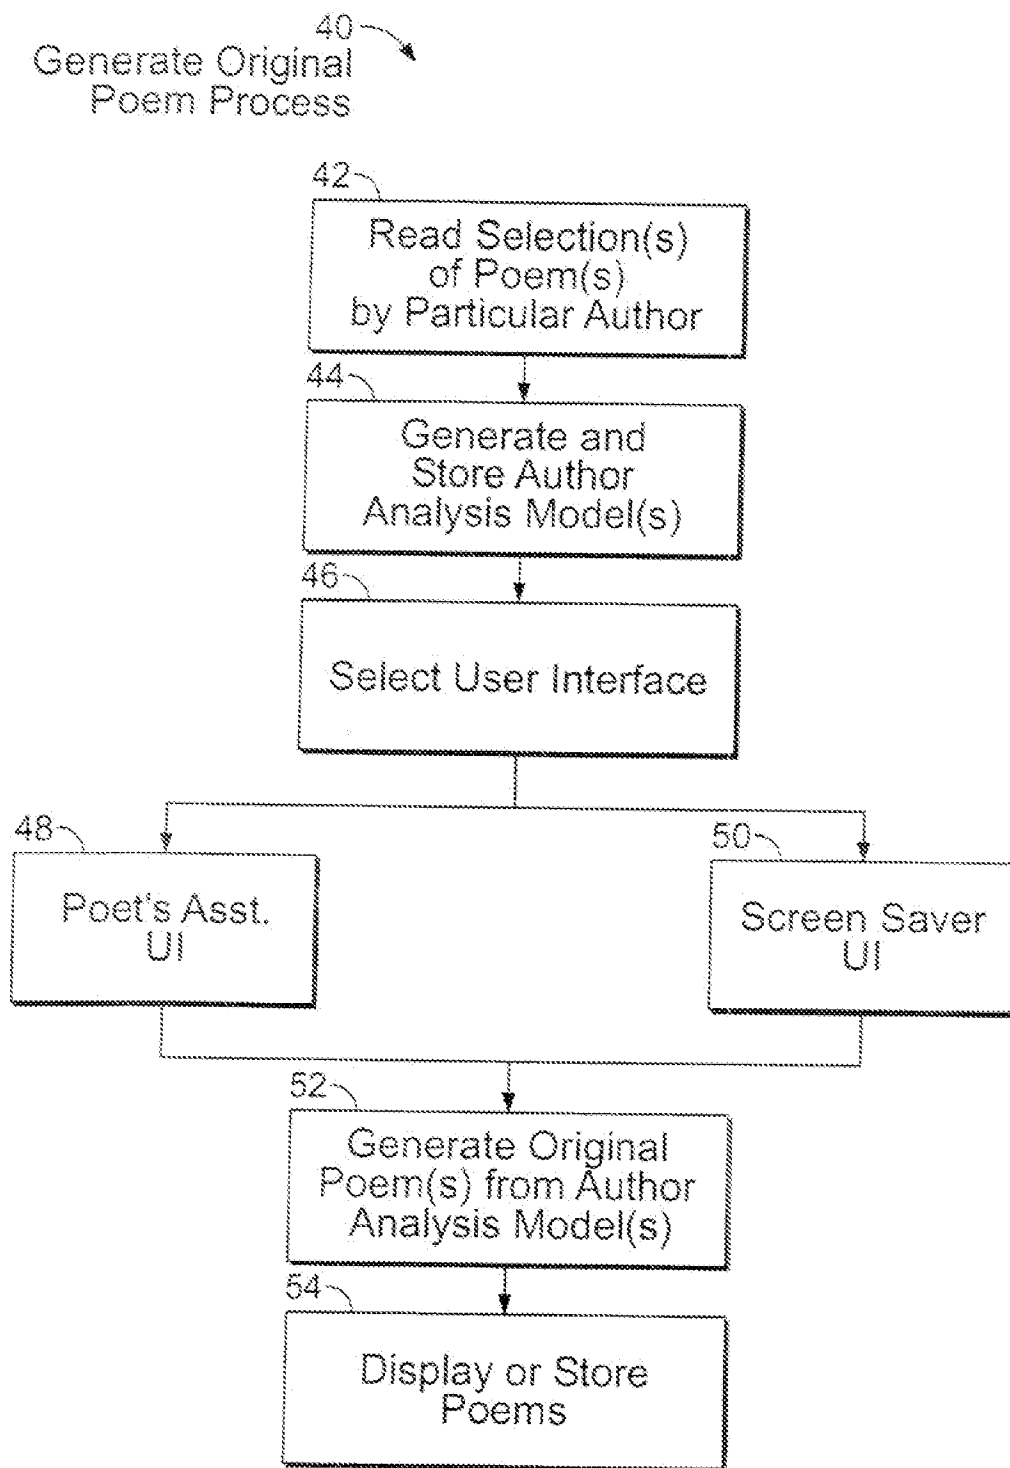 40
Generate Original
Poem Process
42
Read Selection(s)
of Poem(s)
by Particular Author
44
Generate and
Store Author
Analysis Model(s)
46
Select User Interface
48
Poet's Asst.
UI
50
Screen Saver
UI
52
Generate Original
Poem(s) from Author
Analysis Model(s)
54
Display or Store
Poems